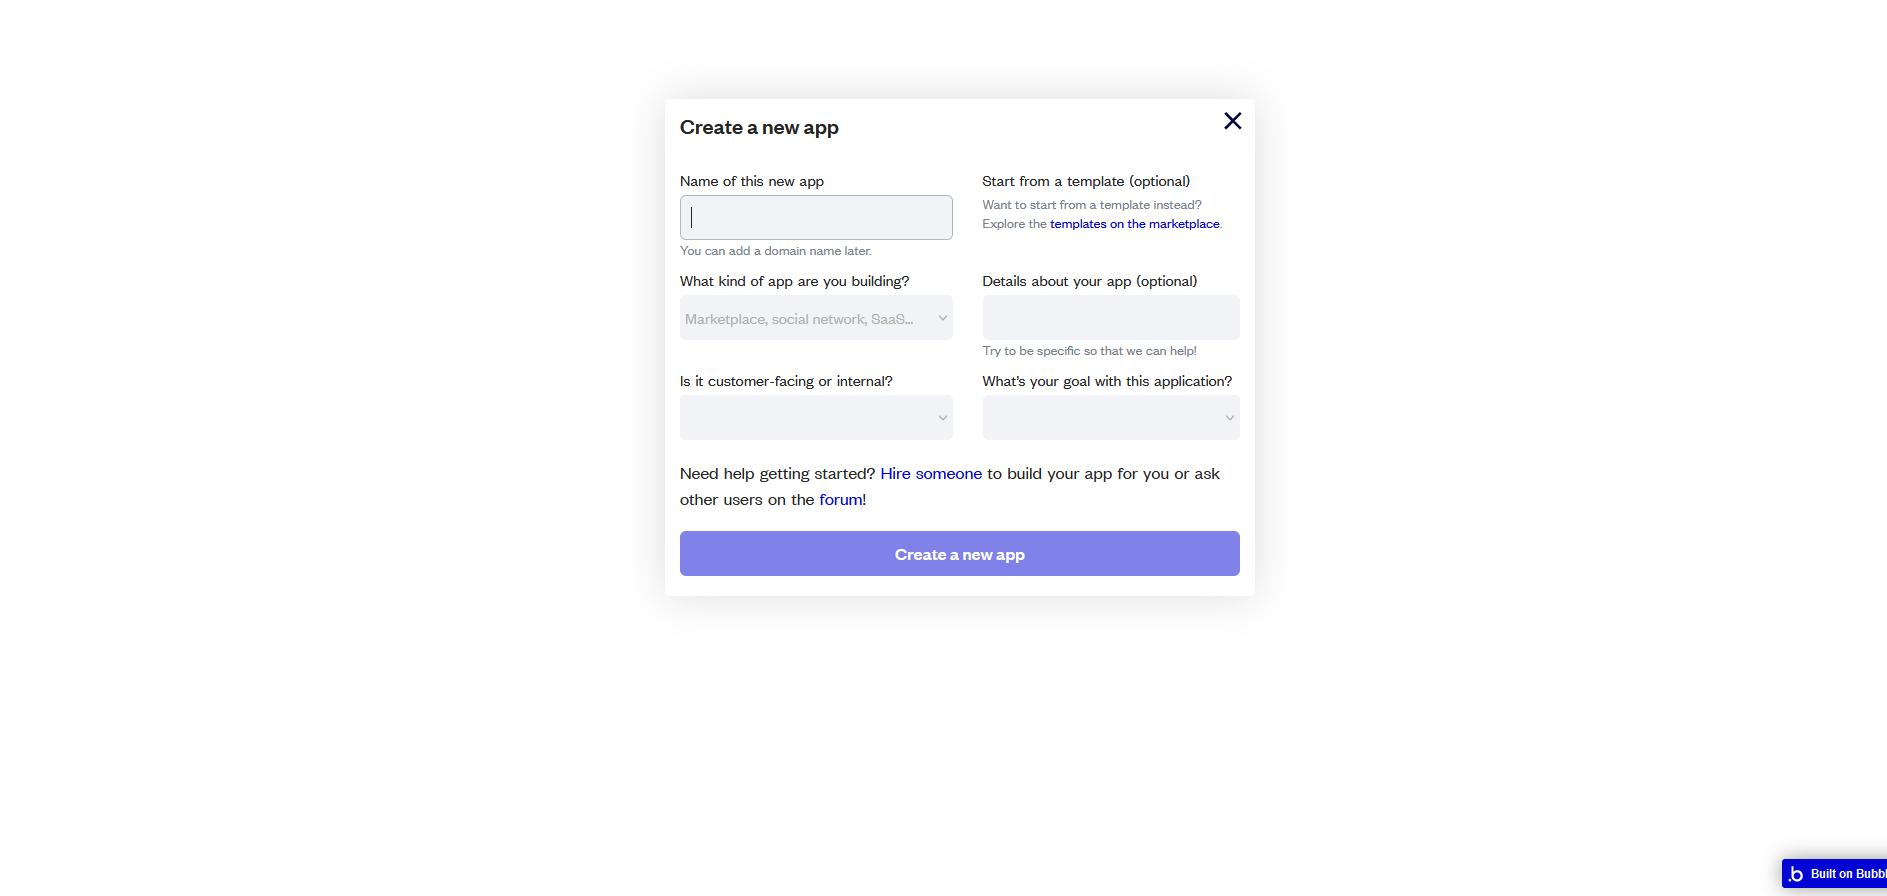 Create a new app
Name of this new app
You can add a domain name later.
Start from a template (optional)
Want to start from a template instead?
Explore the templates on the marketplace.
What kind of app are you building?
Marketplace, social network, SaaS...
Details about your app (optional)
Try to be specific so that we can help!
Is it customer-facing or internal?
What's your goal with this application?
Need help getting started? Hire someone to build your app for you or ask
other users on the forum!
Create a new app
.b Built on Bubbl